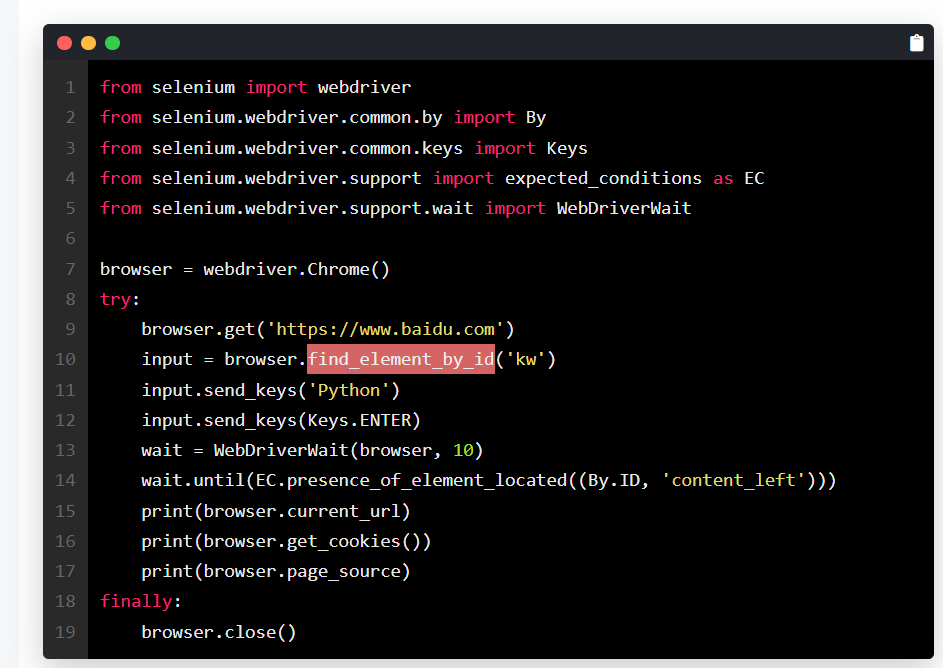 1 from selenium import webdriver
2 from selenium.webdriver.common.by import By
3 from selenium.webdriver.common.keys import Keys
4 from selenium.webdriver.support import expected_conditions as EC
5 from selenium.webdriver.support.wait import WebDriverWait
6
7 browser = webdriver.Chrome()
8 try:
9     browser.get('https://www.baidu.com')
10     input = browser.find_element_by_id('kw')
11     input.send_keys('Python')
12     input.send_keys(Keys.ENTER)
13     wait = WebDriverWait(browser, 10)
14     wait.until(EC.presence_of_element_located((By.ID, 'content_left')))
15     print(browser.current_url)
16     print(browser.get_cookies())
17     print(browser.page_source)
18 finally:
19     browser.close()